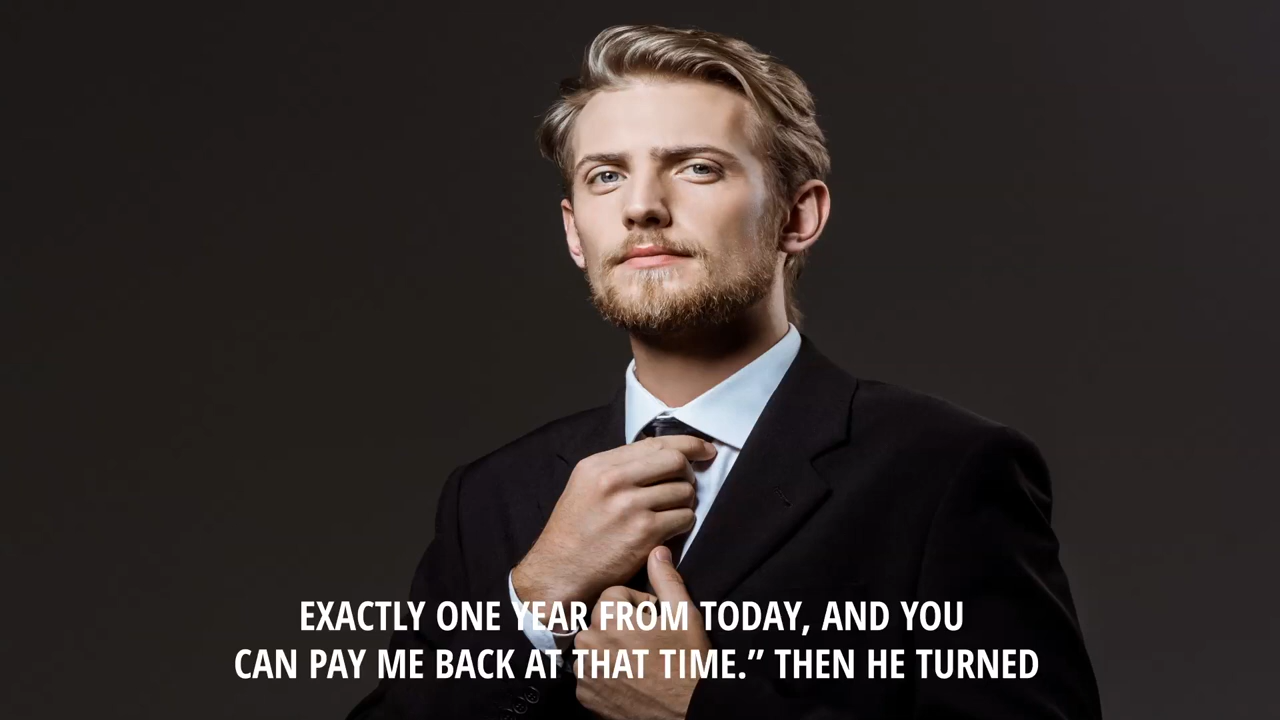 EXACTLY ONE YEAR FROM TODAY, AND YOU
CAN PAY ME BACK AT THAT TIME.” THEN HE TURNED